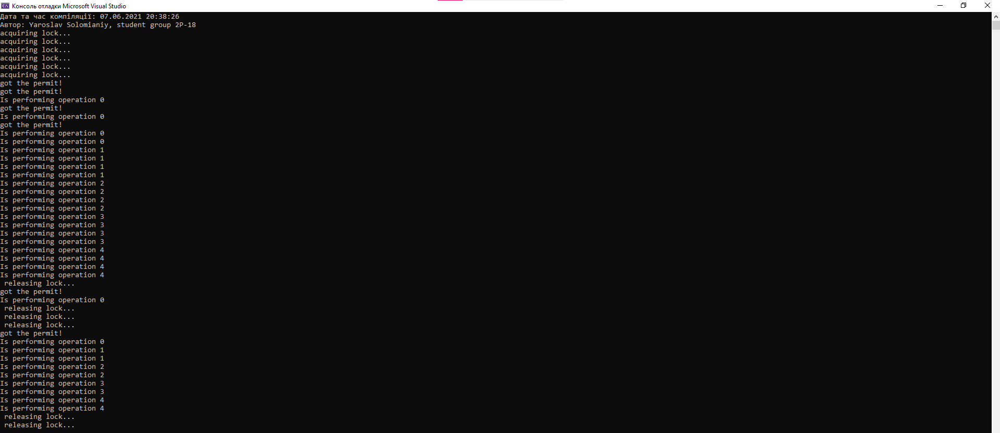 Консоль отладки Microsoft Visual Studio
Дата та час компіляції: 07.06.2021 20:38:26
Автор: Yaroslav Solomianiy, student group 2P-18
acquiring lock...
acquiring lock...
acquiring lock...
acquiring lock...
acquiring lock...
acquiring lock...
got the permit!
got the permit!
Is performing operation 0
got the permit!
Is performing operation 0
got the permit!
Is performing operation 0
Is performing operation 0
Is performing operation 1
Is performing operation 1
Is performing operation 1
Is performing operation 1
Is performing operation 2
Is performing operation 2
Is performing operation 2
Is performing operation 2
Is performing operation 3
Is performing operation 3
Is performing operation 3
Is performing operation 3
Is performing operation 4
Is performing operation 4
Is performing operation 4
Is performing operation 4
 releasing lock...
got the permit!
Is performing operation 0
 releasing lock...
 releasing lock...
 releasing lock...
got the permit!
Is performing operation 0
Is performing operation 1
Is performing operation 1
Is performing operation 2
Is performing operation 2
Is performing operation 3
Is performing operation 3
Is performing operation 4
Is performing operation 4
 releasing lock...
 releasing lock...